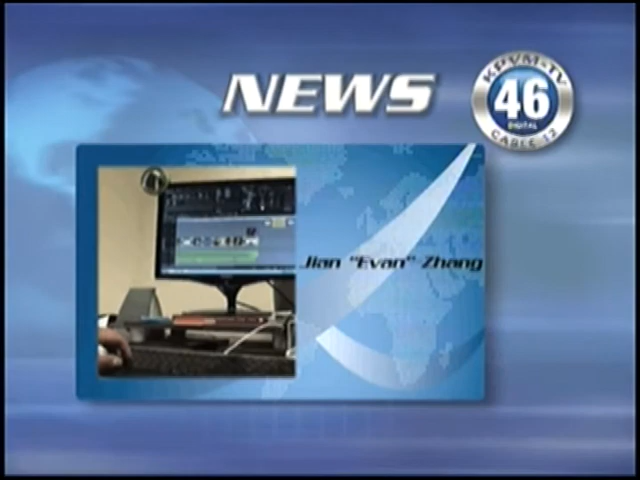 NEWS
KPVM-TV
46
DIGITAL
CABLE 12
Jian "Evan" Zhang